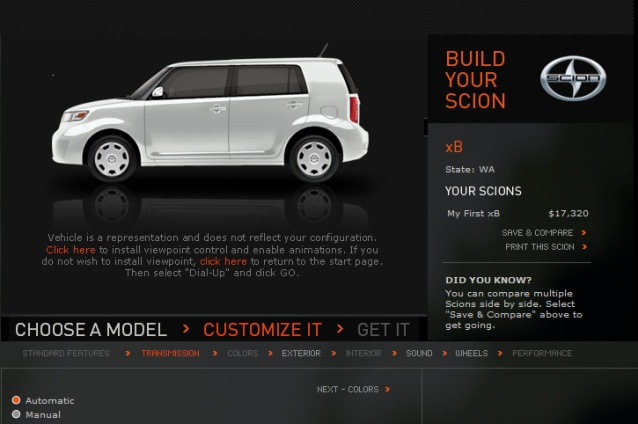 BUILD
YOUR
SCION
SCION
xB
State: WA
YOUR SCIONS
My First xB $17,320
SAVE & COMPARE >
PRINT THIS SCION >
DID YOU KNOW?
You can compare multiple
Scions side by side. Select
"Save & Compare" above to
get going.
Vehicle is a representation and does not reflect your configuration.
Click here to install viewpoint control and enable animations. If you
do not wish to install viewpoint, click here to return to the start page.
Then select "Dial-Up" and click GO.
CHOOSE A MODEL > CUSTOMIZE IT > GET IT
STANDARD FEATURES > TRANSMISSION > COLORS > EXTERIOR > INTERIOR > SOUND > WHEELS > PERFORMANCE
NEXT - COLORS >
Automatic
Manual